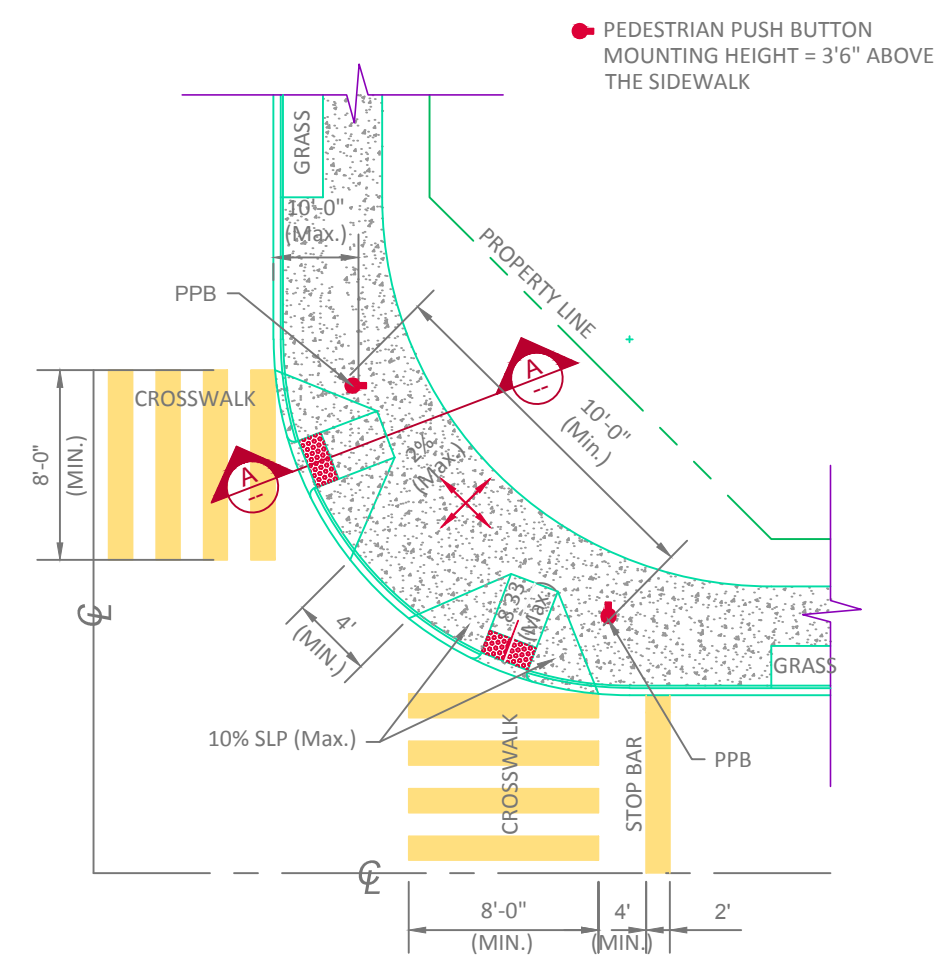 PEDESTRIAN PUSH BUTTON
MOUNTING HEIGHT = 3'6" ABOVE
THE SIDEWALK
GRASS
10'-0"
(Max.)
PROPERTY LINE
PPB
A
--
CROSSWALK
10'-0"
(Min.)
8'-0"
(MIN.)
2%
(Max.)
A
--
8.33
(Max.)
4'
(MIN.)
GRASS
10% SLP (Max.)
CROSSWALK
STOP BAR
PPB
8'-0"
(MIN.)
4'
(MIN.)
2'